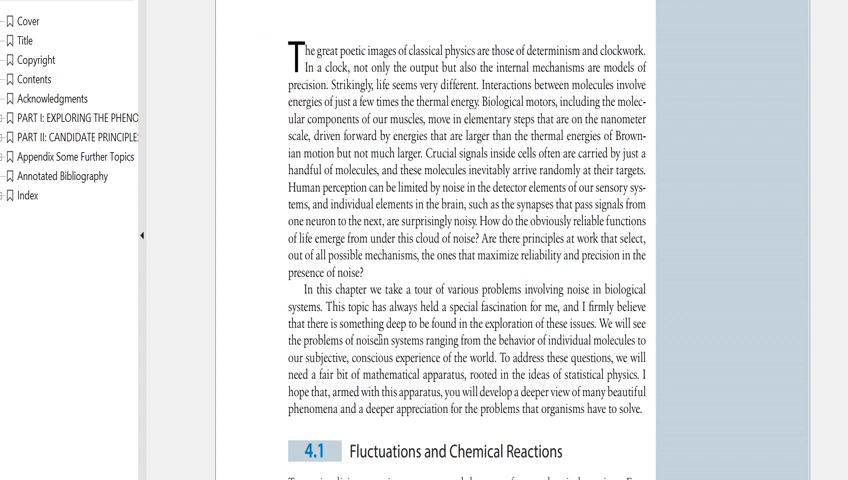 Cover
Title
Copyright
Contents
Acknowledgments
PART I: EXPLORING THE PHENO
PART II: CANDIDATE PRINCIPLE
Appendix Some Further Topics
Annotated Bibliography
Index
The great poetic images of classical physics are those of determinism and clockwork.
In a clock, not only the output but also the internal mechanisms are models of
precision. Strikingly, life seems very different. Interactions between molecules involve
energies of just a few times the thermal energy. Biological motors, including the molec-
ular components of our muscles, move in elementary steps that are on the nanometer
scale, driven forward by energies that are larger than the thermal energies of Brown-
ian motion but not much larger. Crucial signals inside cells often are carried by just a
handful of molecules, and these molecules inevitably arrive randomly at their targets.
Human perception can be limited by noise in the detector elements of our sensory sys-
tems, and individual elements in the brain, such as the synapses that pass signals from
one neuron to the next, are surprisingly noisy. How do the obviously reliable functions
of life emerge from under this cloud of noise? Are there principles at work that select,
out of all possible mechanisms, the ones that maximize reliability and precision in the
presence of noise?
In this chapter we take a tour of various problems involving noise in biological
systems. This topic has always held a special fascination for me, and I firmly believe
that there is something deep to be found in the exploration of these issues. We will see
the problems of noise in systems ranging from the behavior of individual molecules to
our subjective, conscious experience of the world. To address these questions, we will
need a fair bit of mathematical apparatus, rooted in the ideas of statistical physics. I
hope that, armed with this apparatus, you will develop a deeper view of many beautiful
phenomena and a deeper appreciation for the problems that organisms have to solve.
4.1 Fluctuations and Chemical Reactions